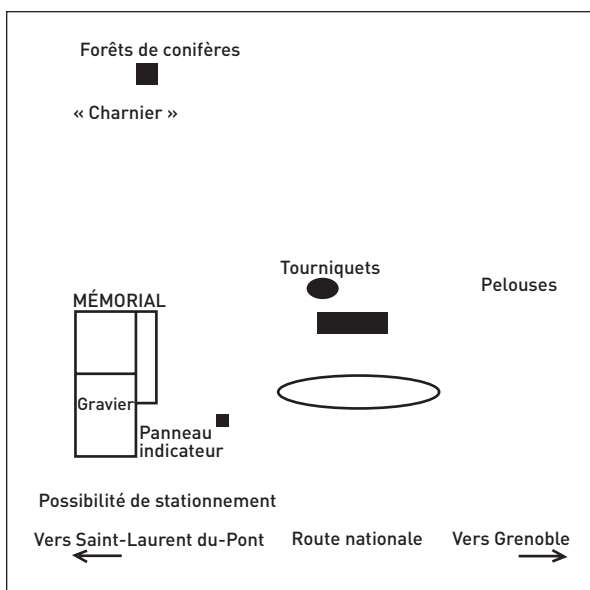 Forêts de conifères
« Charnier »
Tourniquets
Pelouses
MÉMORIAL
Gravier
Panneau
indicateur
Possibilité de stationnement
Vers Saint-Laurent du-Pont
Route nationale
Vers Grenoble